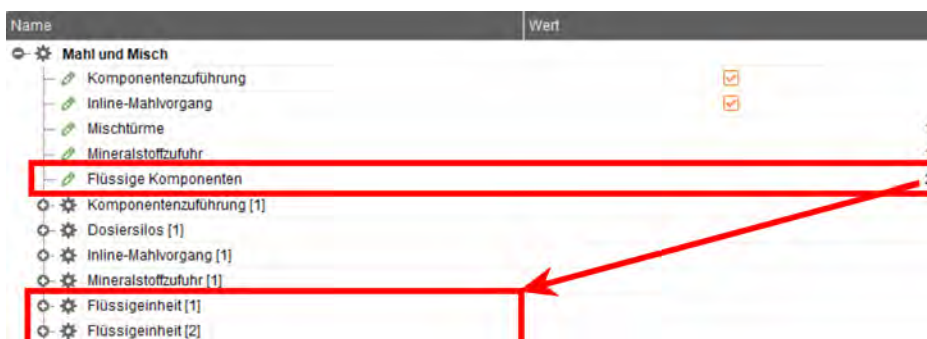 Name Wert
Mahl und Misch
Komponentenzuführung
Inline-Mahlvorgang
Mischtürme
Mineralstoffzufuhr
Flüssige Komponenten
Komponentenzuführung [1]
Dosiersilos [1]
Inline-Mahlvorgang [1]
Mineralstoffzufuhr [1]
Flüssigeinheit [1]
Flüssigeinheit [2]